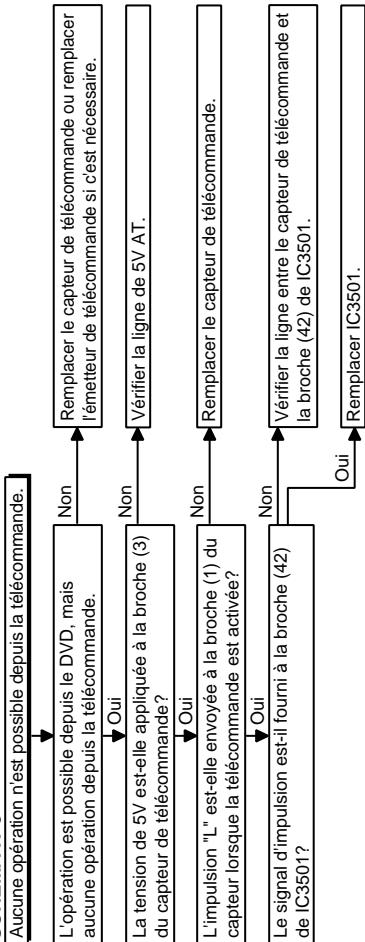 Aucune opération n'est possible depuis la télécommande.
L'opération est possible depuis le DVD, mais
aucune opération depuis la télécommande.
Non
Remplacer le capteur de télécommande ou remplacer
l'émetteur de télécommande si c'est nécessaire.
Oui
La tension de 5V est-elle appliquée à la broche (3)
du capteur de télécommande?
Non
Vérifier la ligne de 5V AT.
Oui
L'impulsion "L" est-elle envoyée à la broche (1) du
capteur lorsque la télécommande est activée?
Non
Remplacer le capteur de télécommande.
Oui
Le signal d'impulsion est-il fourni à la broche (42)
de IC3501?
Non
Vérifier la ligne entre le capteur de télécommande et
la broche (42) de IC3501.
Oui
Remplacer IC3501.